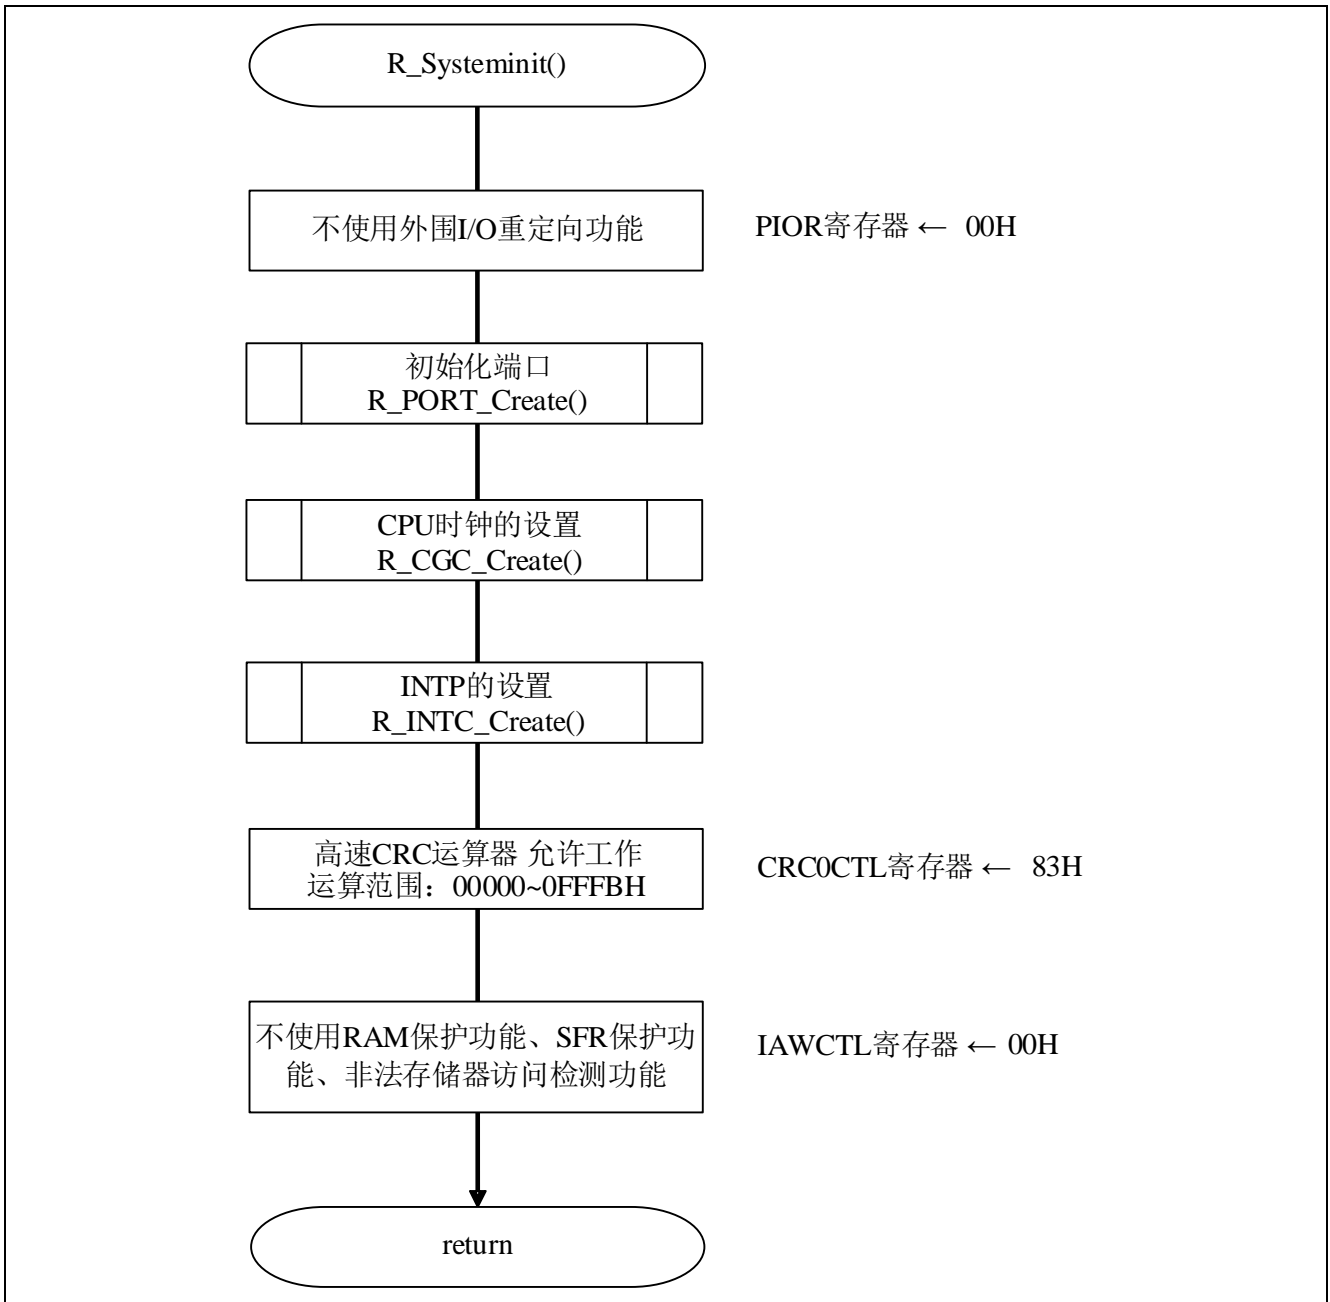 R_Systeminit()
不使用外围I/O重定向功能
PIOR寄存器 ← 00H
初始化端口
R_PORT_Create()
CPU时钟的设置
R_CGC_Create()
INTP的设置
R_INTC_Create()
高速CRC运算器 允许工作
运算范围：00000~0FFFBH
CRC0CTL寄存器 ← 83H
不使用RAM保护功能、SFR保护功
能、非法存储器访问检测功能
IAWCTL寄存器 ← 00H
return